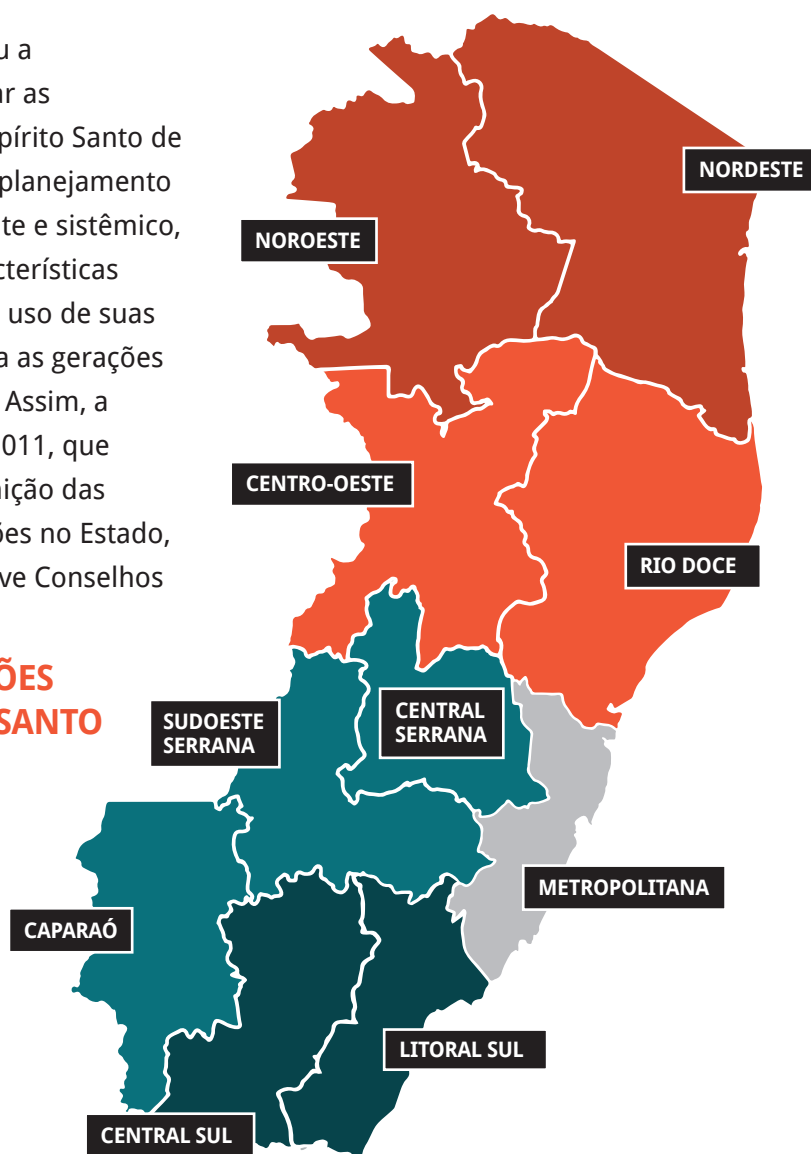 u a
ar as
pírito Santo de
planejamento
te e sistêmico,
cterísticas
uso de suas
a as gerações
Assim, a
011, que
nição das
ões no Estado,
ve Conselhos
ÕES
SANTO
NORDESTE
NOROESTE
CENTRO-OESTE
RIO DOCE
SUDOESTE
SERRANA
CENTRAL
SERRANA
METROPOLITANA
CAPARAÓ
LITORAL SUL
CENTRAL SUL